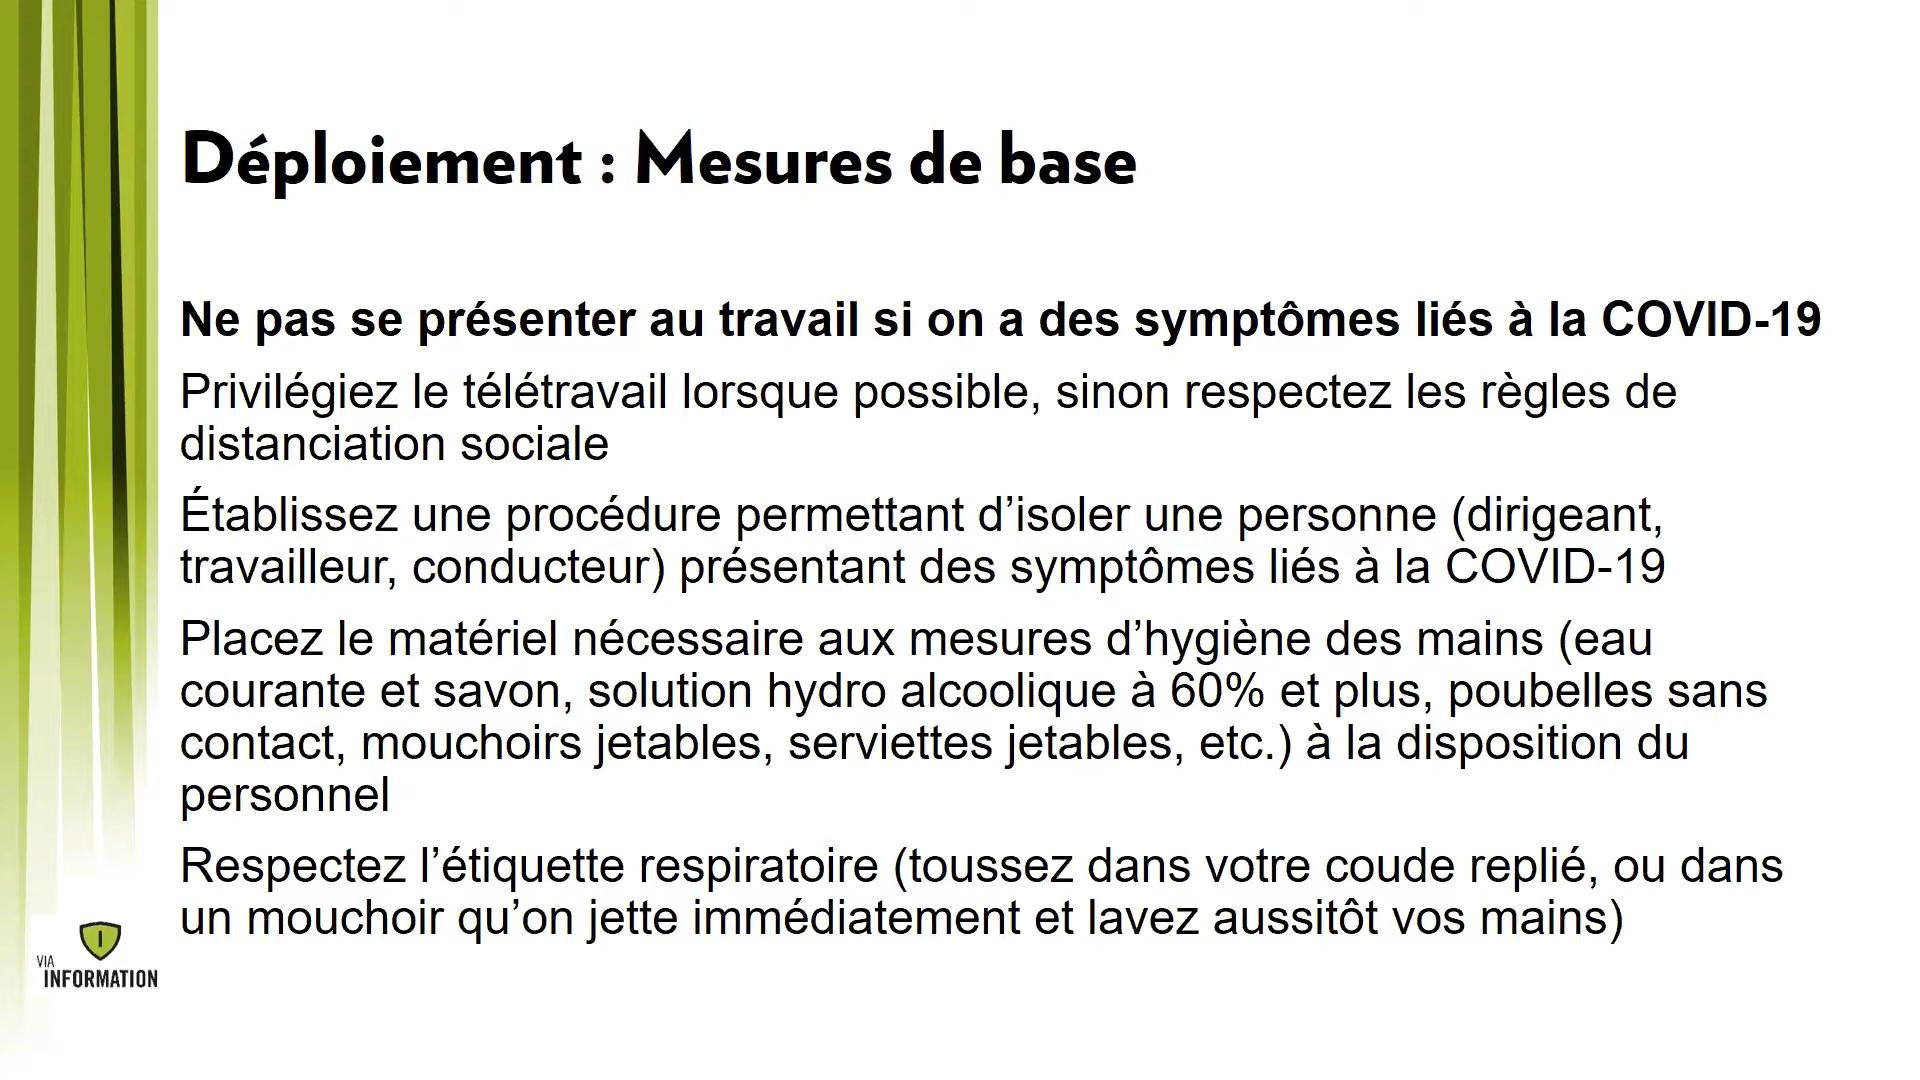 Déploiement : Mesures de base
Ne pas se présenter au travail si on a des symptômes liés à la COVID-19
Privilégiez le télétravail lorsque possible, sinon respectez les règles de
distanciation sociale
Établissez une procédure permettant d’isoler une personne (dirigeant,
travailleur, conducteur) présentant des symptômes liés à la COVID-19
Placez le matériel nécessaire aux mesures d’hygiène des mains (eau
courante et savon, solution hydro alcoolique à 60% et plus, poubelles sans
contact, mouchoirs jetables, serviettes jetables, etc.) à la disposition du
personnel
Respectez l’étiquette respiratoire (toussez dans votre coude replié, ou dans
un mouchoir qu’on jette immédiatement et lavez aussitôt vos mains)
I
VIA
INFORMATION